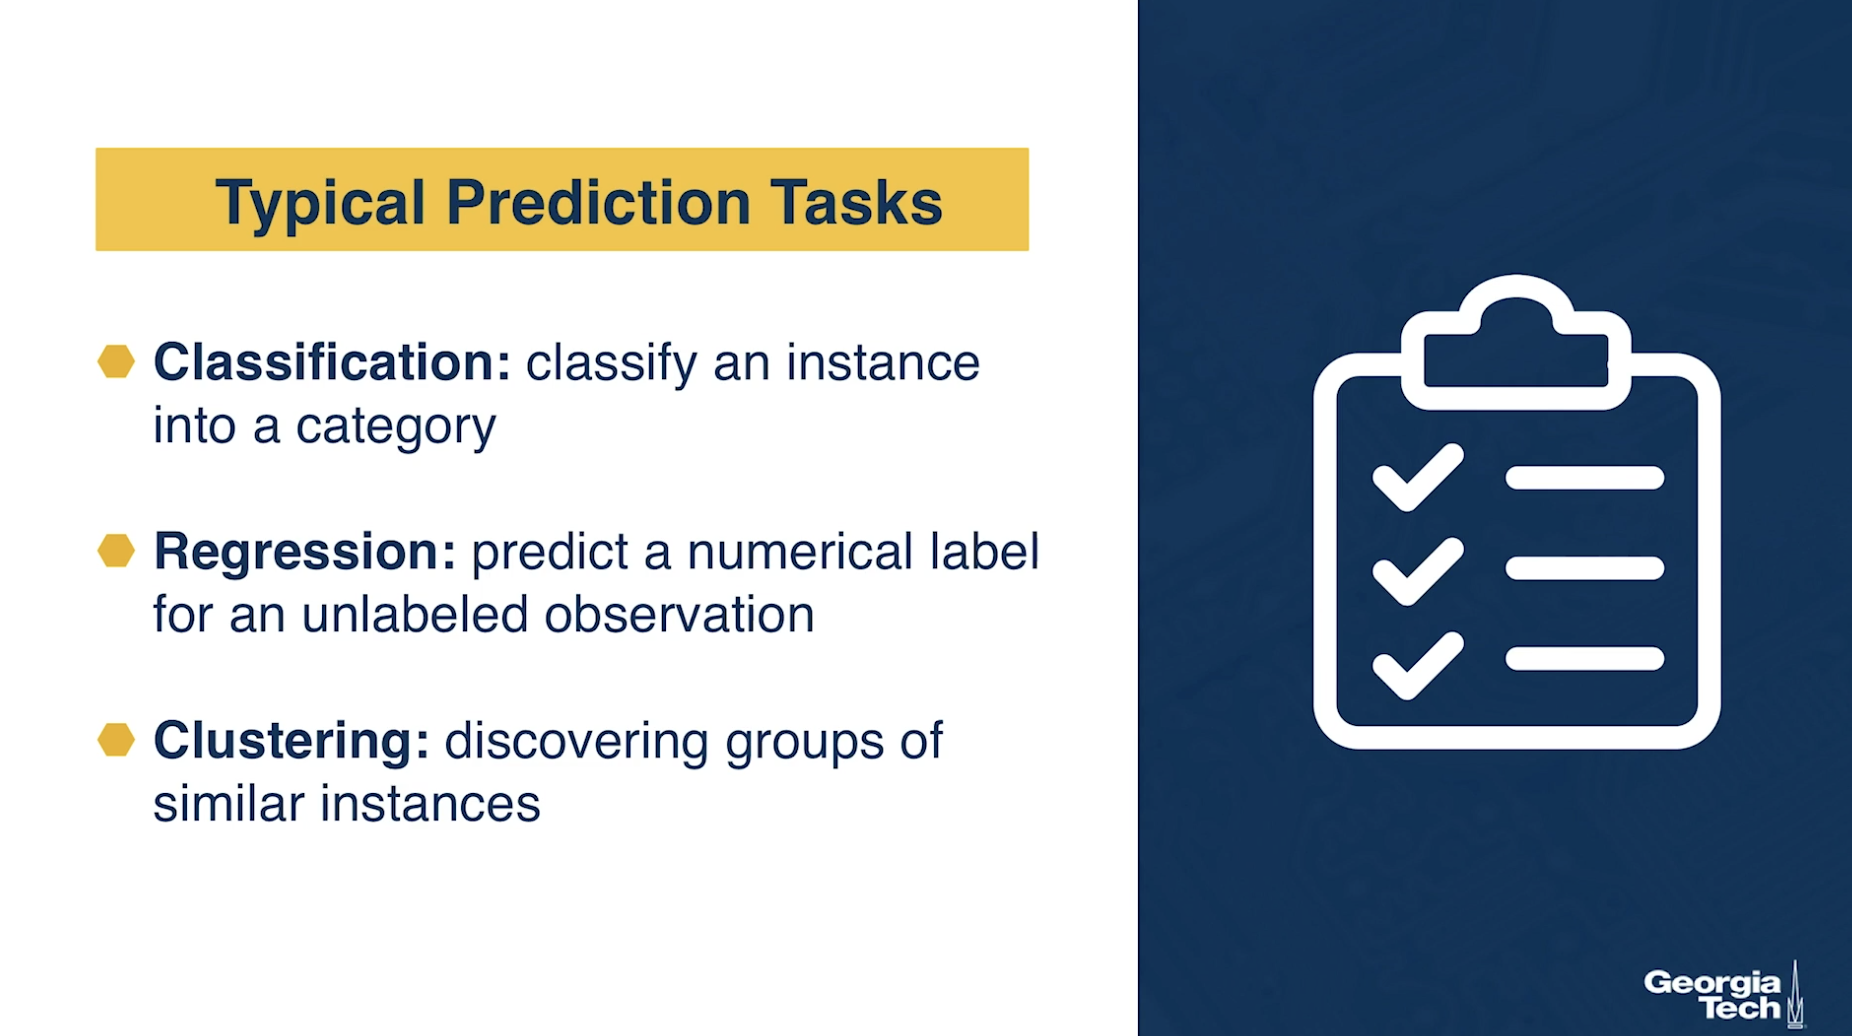 Typical Prediction Tasks
Classification: classify an instance
into a category
Regression: predict a numerical label
for an unlabeled observation
Clustering: discovering groups of
similar instances
Georgia
Tech